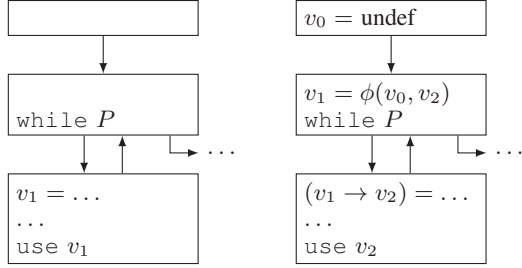 while P
...
v₁ = ...
...
use v₁
v₀ = undef
v₁ = ϕ(v₀, v₂)
while P
...
(v₁ → v₂) = ...
...
use v₂